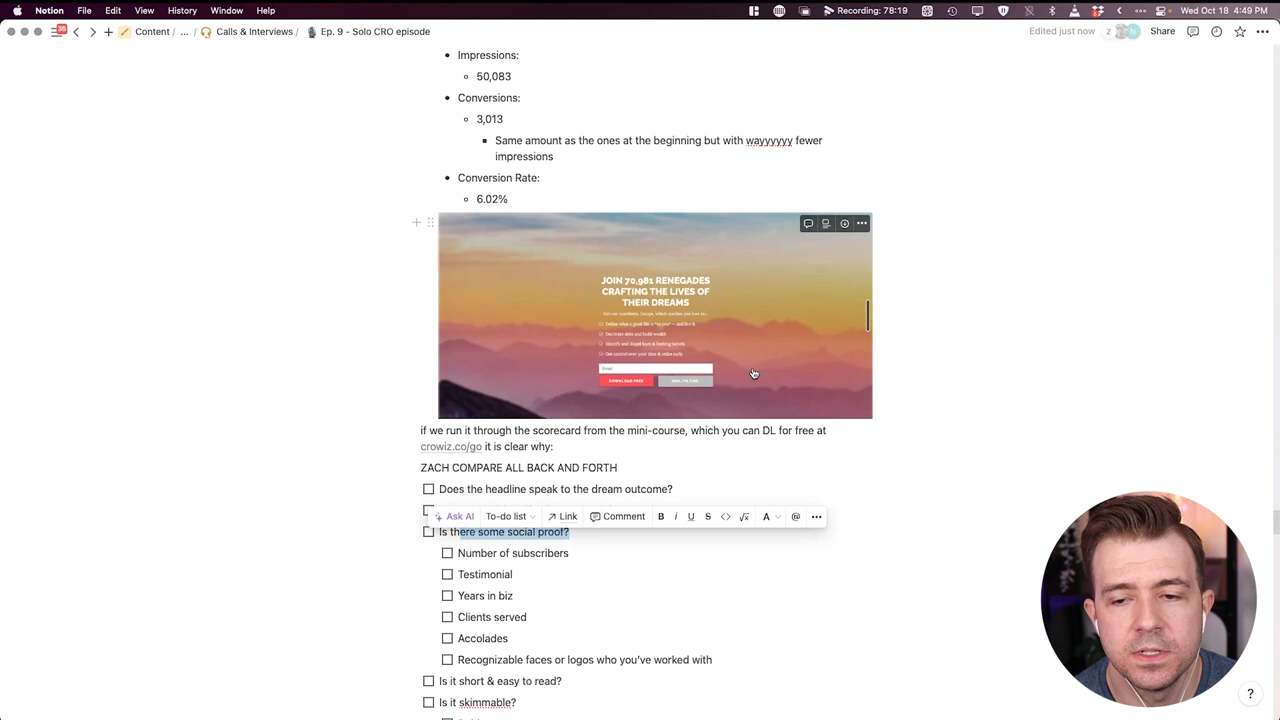 Notion File Edit View History Window Help Recording: 78:19 Wed Oct 18 4:49 PM
36 Content / ... / Calls & Interviews / Ep. 9 - Solo CRO episode Edited just now Z N Share
Impressions:
50,083
Conversions:
3,013
Same amount as the ones at the beginning but with wayyyyyy fewer
impressions
Conversion Rate:
6.02%
JOIN 70,981 RENEGADES
CRAFTING THE LIVES OF
THEIR DREAMS
Email
DOWNLOAD FREE
if we run it through the scorecard from the mini-course, which you can DL for free at
crowiz.co/go it is clear why:
ZACH COMPARE ALL BACK AND FORTH
Does the headline speak to the dream outcome?
Ask AI To-do list Link Comment B i U S <> √x A @ •••
Is there some social proof?
Number of subscribers
Testimonial
Years in biz
Clients served
Accolades
Recognizable faces or logos who you've worked with
Is it short & easy to read?
Is it skimmable?
?